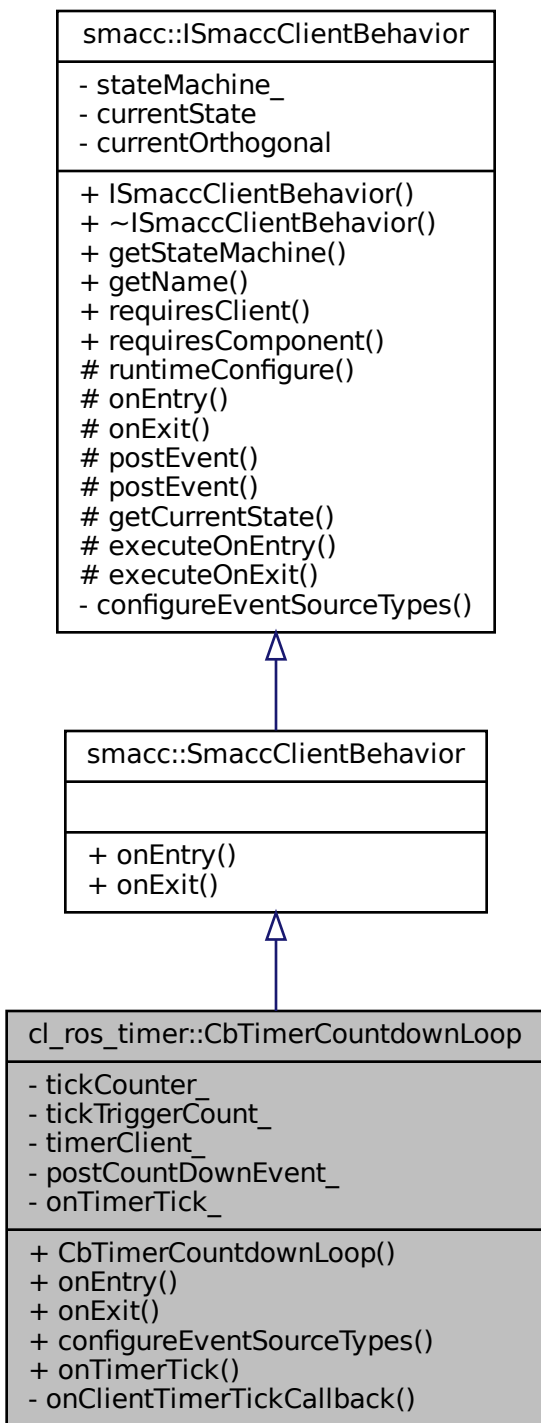 smacc::ISmaccClientBehavior
- stateMachine_
- currentState
- currentOrthogonal
+ ISmaccClientBehavior()
+ ~ISmaccClientBehavior()
+ getStateMachine()
+ getName()
+ requiresClient()
+ requiresComponent()
# runtimeConfigure()
# onEntry()
# onExit()
# postEvent()
# postEvent()
# getCurrentState()
# executeOnEntry()
# executeOnExit()
- configureEventSourceTypes()
smacc::SmaccClientBehavior
+ onEntry()
+ onExit()
cl_ros_timer::CbTimerCountdownLoop
- tickCounter_
- tickTriggerCount_
- timerClient_
- postCountDownEvent_
- onTimerTick_
+ CbTimerCountdownLoop()
+ onEntry()
+ onExit()
+ configureEventSourceTypes()
+ onTimerTick()
- onClientTimerTickCallback()